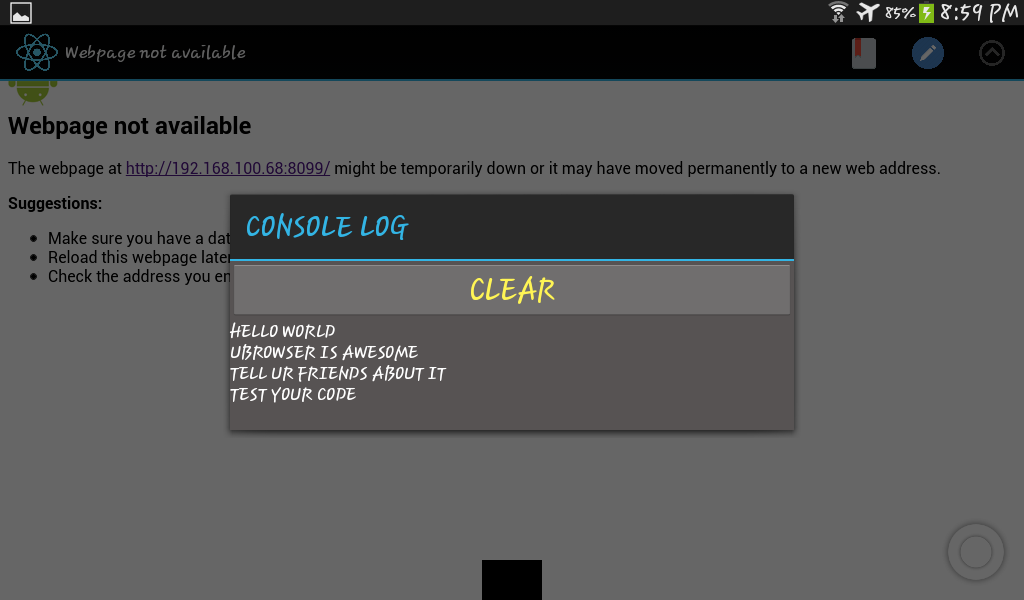 85% 8:59 PM
Webpage not available
Webpage not available
The webpage at http://192.168.100.68:8099/ might be temporarily down or it may have moved permanently to a new web address.
Suggestions:
Make sure you have a dat
Reload this webpage later
Check the address you en
CONSOLE LOG
CLEAR
HELLO WORLD
UBROWSER IS AWESOME
TELL UR FRIENDS ABOUT IT
TEST YOUR CODE